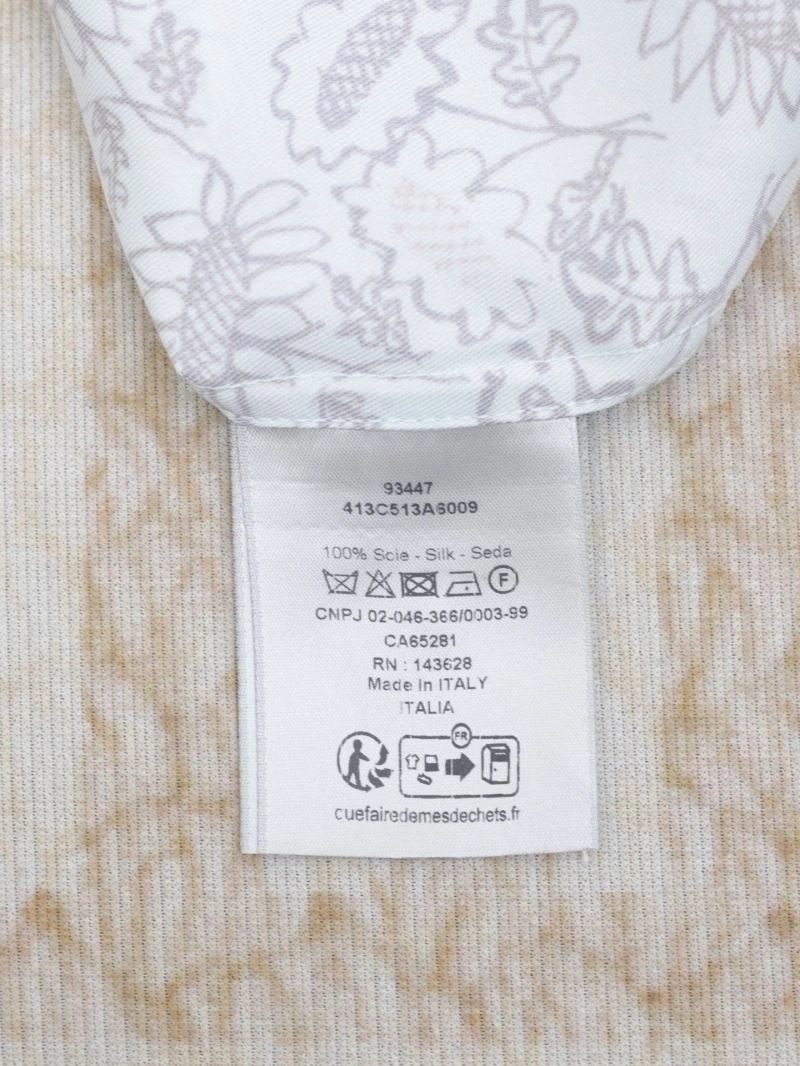 93447
413C513A6009
100% Soie - Silk - Seda
F
CNPJ 02-046-366/0003-99
CA65281
RN : 143628
Made In ITALY
ITALIA
FR
cuefairedemesdechets.fr